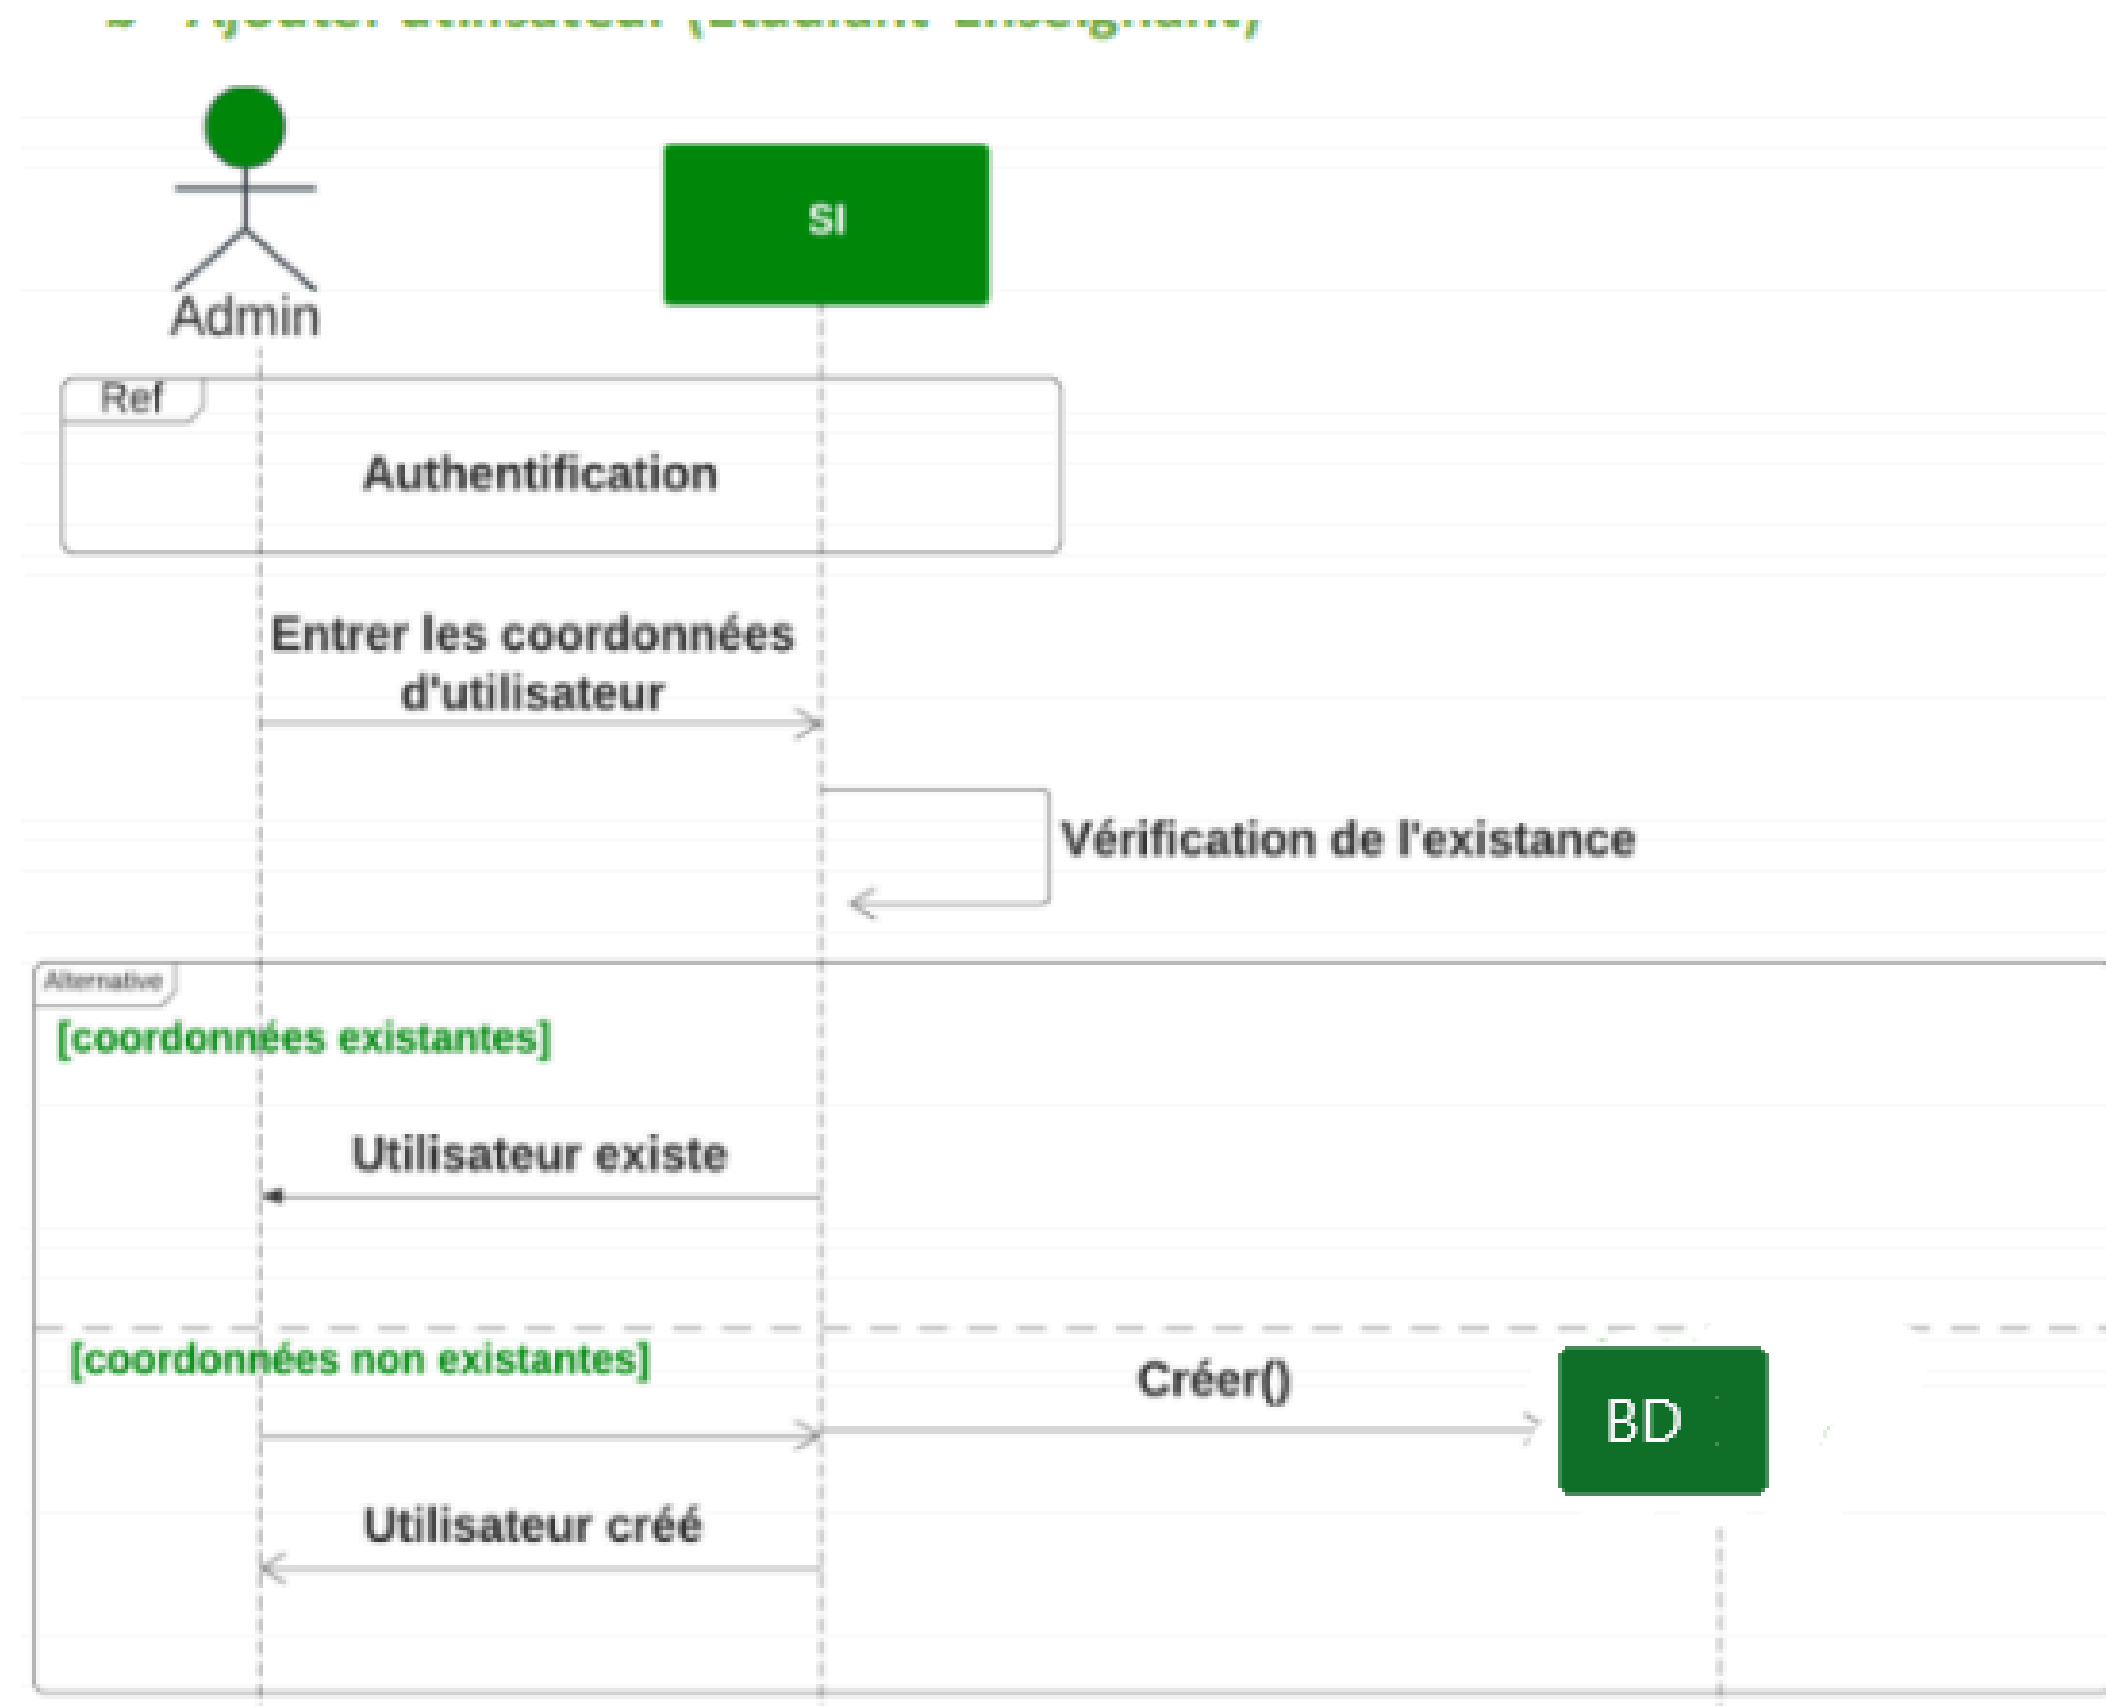 SI
Admin
Ref
Authentification
Entrer les coordonnées
d'utilisateur
Vérification de l'existance
Alternative
[coordonnées existantes]
Utilisateur existe
[coordonnées non existantes]
Créer()
BD
Utilisateur créé